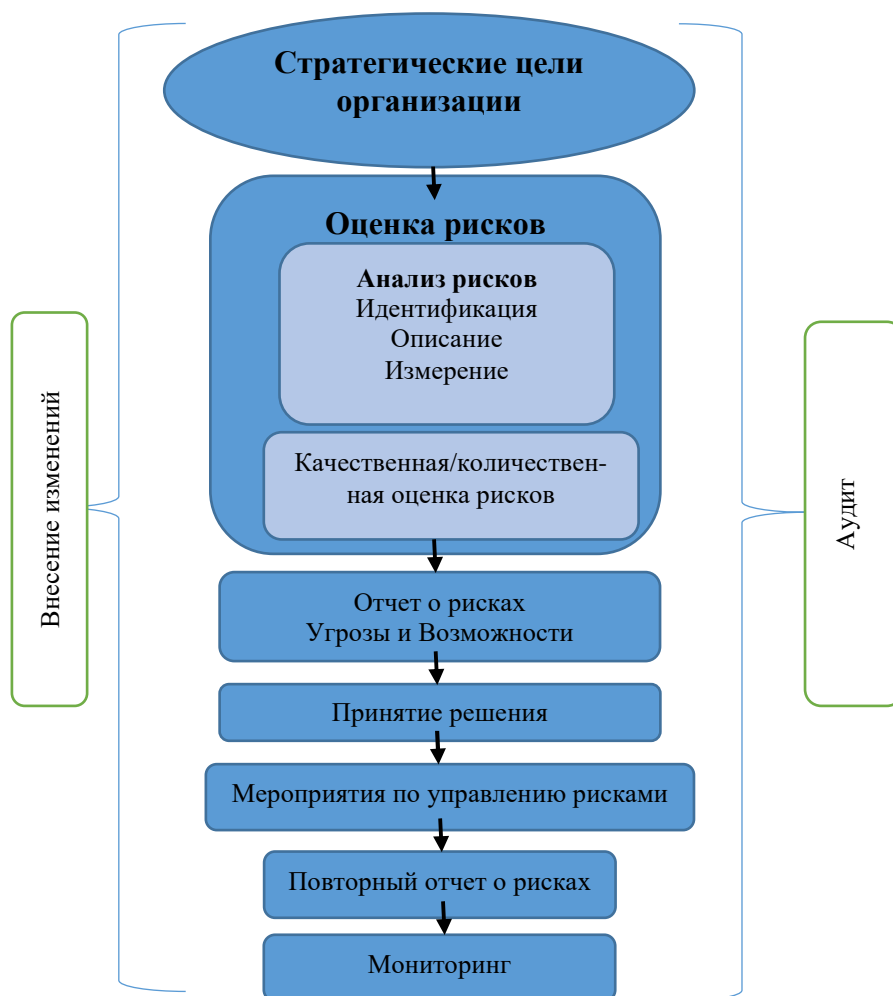 Стратегические цели
организации
Оценка рисков
Анализ рисков
Идентификация
Описание
Измерение
Качественная/количествен-
ная оценка рисков
Внесение изменений
Аудит
Отчет о рисках
Угрозы и Возможности
Принятие решения
Мероприятия по управлению рисками
Повторный отчет о рисках
Мониторинг